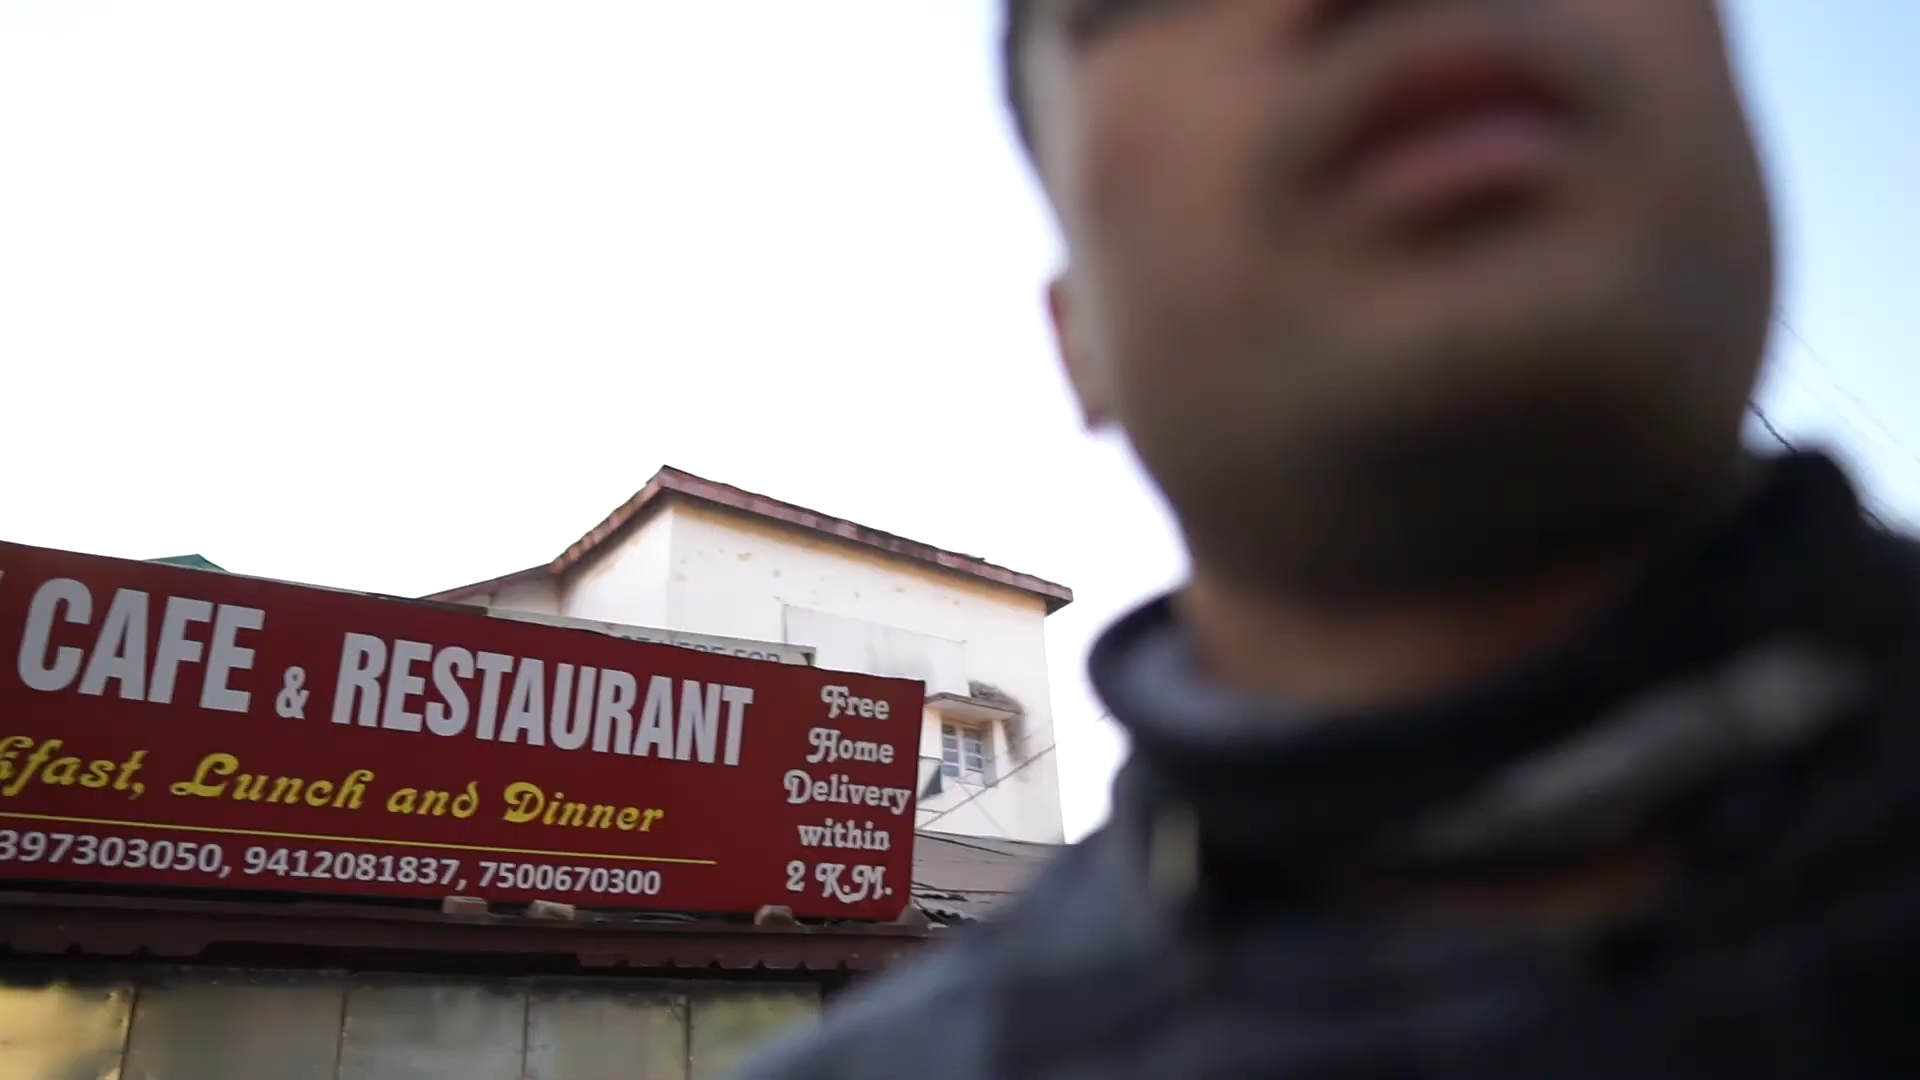 CAFE & RESTAURANT
kfast, Lunch and Dinner
397303050, 9412081837, 7500670300
Free
Home
Delivery
within
2 K.M.